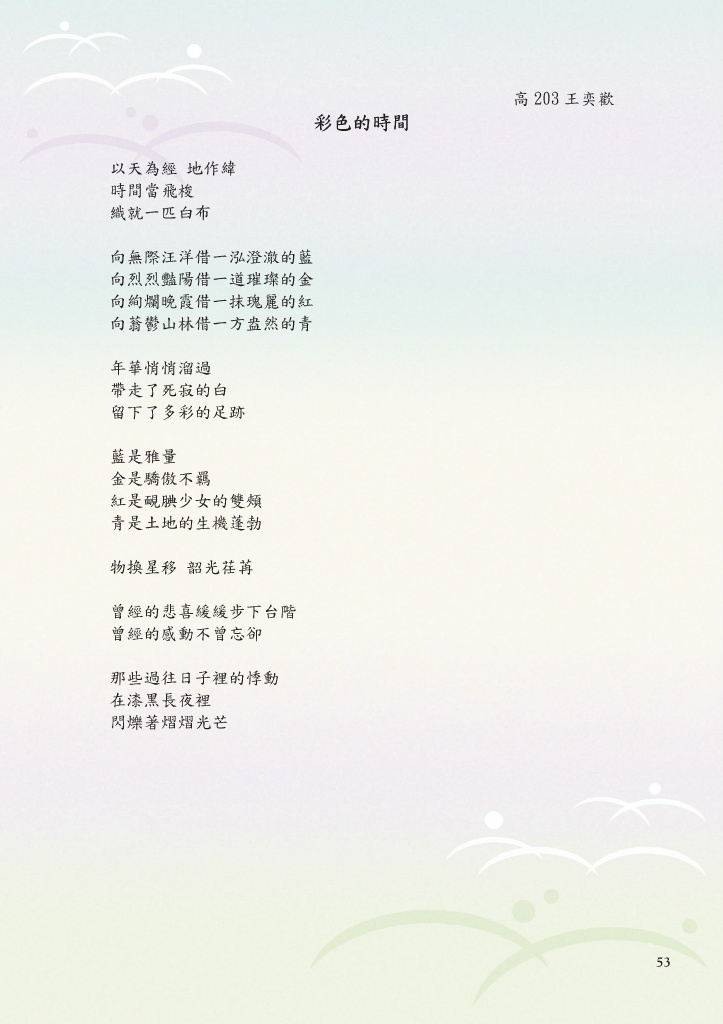 高 203 王奕歡
彩色的時間
以天為經 地作緯
時間當飛梭
織就一匹白布
向無際汪洋借一泓澄澈的藍
向烈烈豔陽借一道璀璨的金
向絢爛晚霞借一抹瑰麗的紅
向蓊鬱山林借一方盎然的青
年華悄悄溜過
帶走了死寂的白
留下了多彩的足跡
藍是雅量
金是驕傲不羈
紅是靦腆少女的雙頰
青是土地的生機蓬勃
物換星移 韶光荏苒
曾經的悲喜緩緩步下台階
曾經的感動不曾忘卻
那些過往日子裡的悸動
在漆黑長夜裡
閃爍著熠熠光芒
53